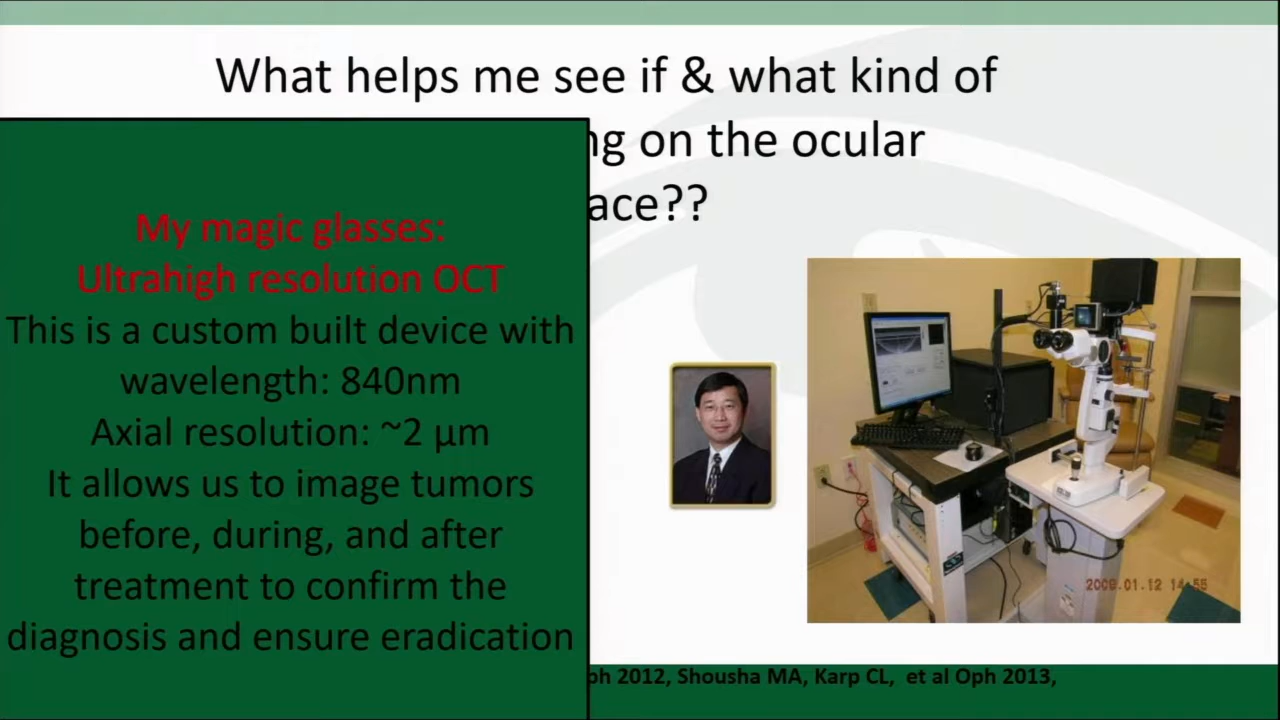 What helps me see if & what kind of
ng on the ocular
ace??
My magic glasses:
Ultrahigh resolution OCT
This is a custom built device with
wavelength: 840nm
Axial resolution: ~2 µm
It allows us to image tumors
before, during, and after
treatment to confirm the
diagnosis and ensure eradication
2009.01.12 14:55
ph 2012, Shousha MA, Karp CL, et al Oph 2013,